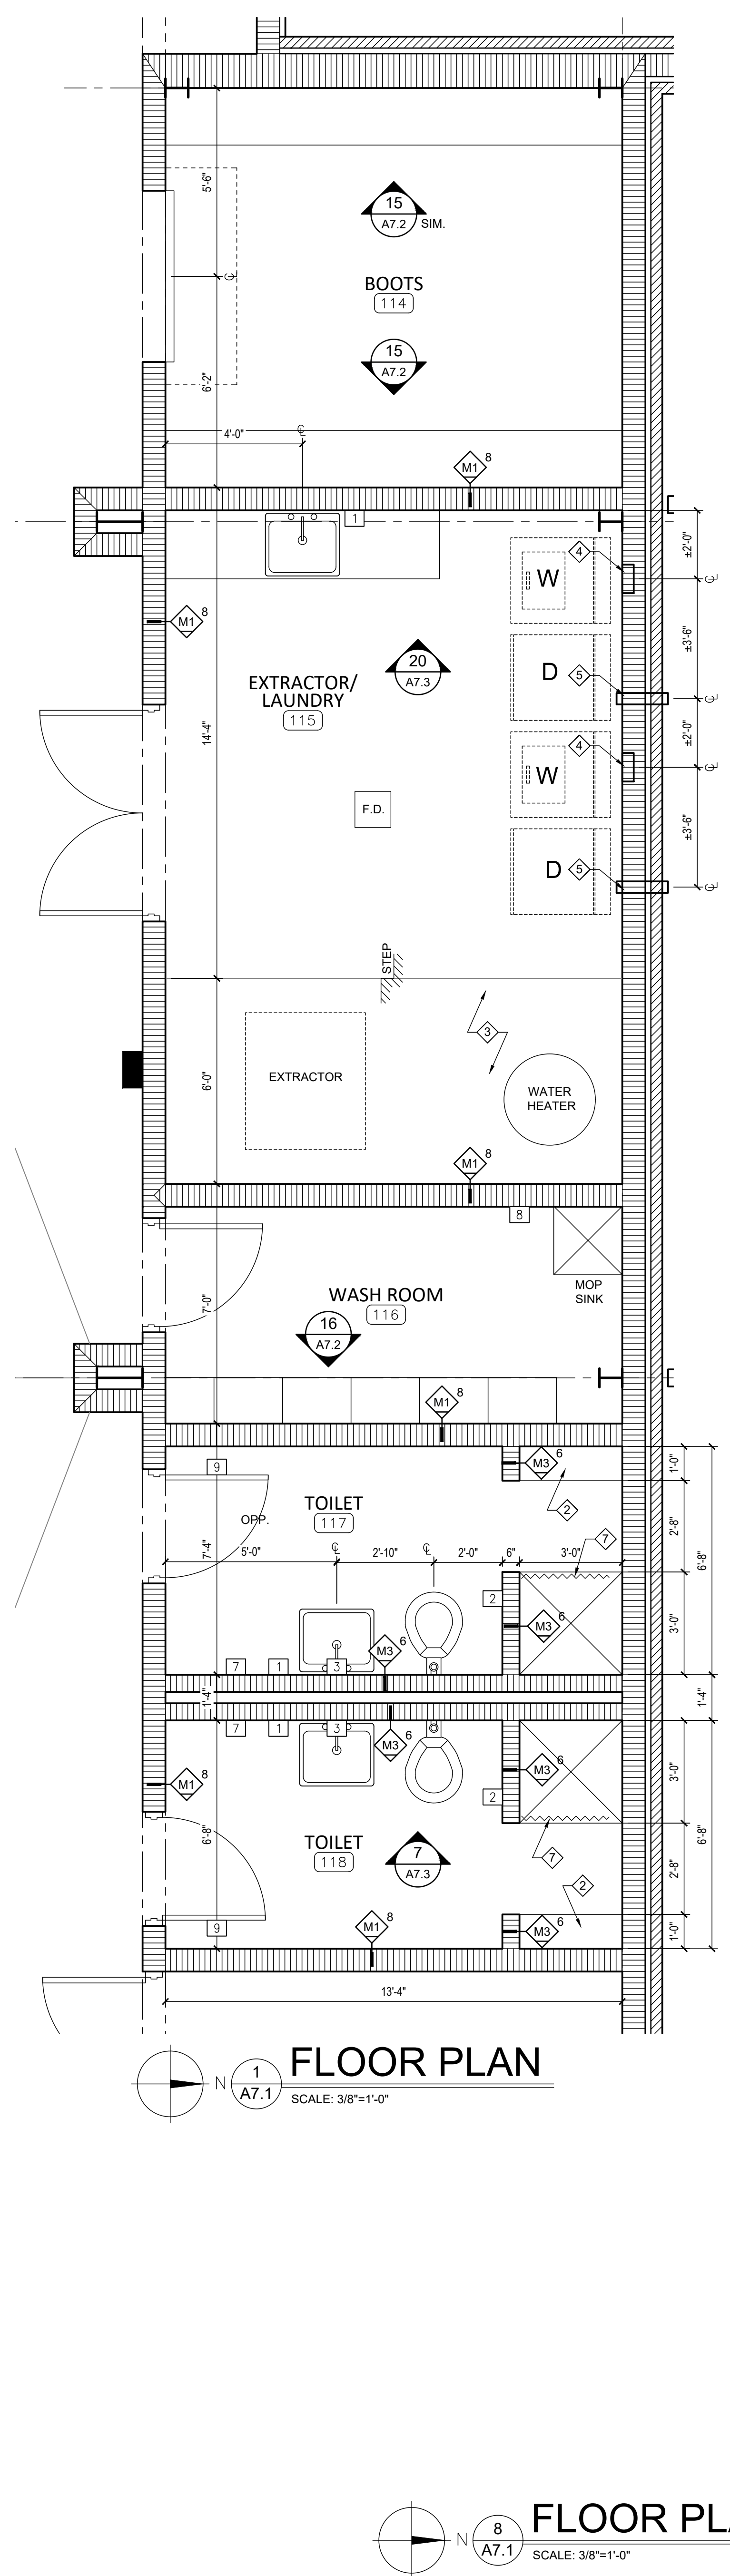 5'-6"
15
A7.2 SIM.
BOOTS
114
15
A7.2
6'-2"
4'-0"
M1 8
1
±2'-0"
4
W
M1 8
20
A7.3
±3'-6"
EXTRACTOR/
LAUNDRY
115
D
5
14'-4"
±2'-0"
4
W
F.D.
±3'-6"
D
5
STEP
3
EXTRACTOR
6'-0"
WATER
HEATER
M1 8
8
MOP
SINK
WASH ROOM
116
7'-0"
16
A7.2
M1 8
9
M3 6
1'-0"
TOILET
117
OPP.
2
2'-8"
7'-4"
5'-0"
2'-10"
2'-0"
6"
3'-0"
7
6'-8"
2
M3 6
3'-0"
M3 6
7
1
3
1'-4"
1'-4"
7
1
3
M3 6
M3 6
M1 8
3'-0"
2
6'-8"
TOILET
118
7
A7.3
7
6'-8"
2'-8"
2
9
M1 8
M3 6
1'-0"
13'-4"
N
1
A7.1
FLOOR PLAN
SCALE: 3/8"=1'-0"
N
8
A7.1
FLOOR PLA
SCALE: 3/8"=1'-0"